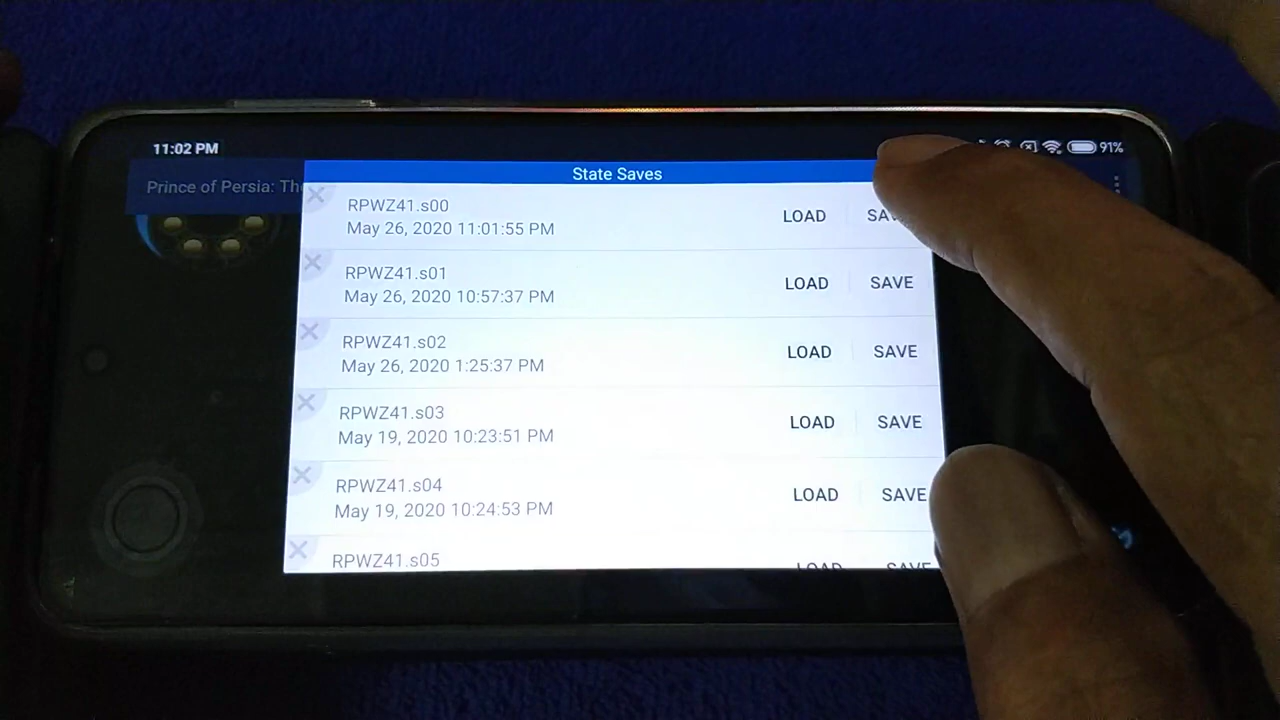 11:02 PM
91%
Prince of Persia:
State Saves
RPWZ41.s00
May 26, 2020 11:01:55 PM
LOAD
RPWZ41.s01
May 26, 2020 10:57:37 PM
LOAD SAVE
RPWZ41.s02
May 26, 2020 1:25:37 PM
LOAD SAVE
RPWZ41.s03
May 19, 2020 10:23:51 PM
LOAD SAVE
RPWZ41.s04
May 19, 2020 10:24:53 PM
LOAD SAVE
RPWZ41.s05
LOAD SAVE